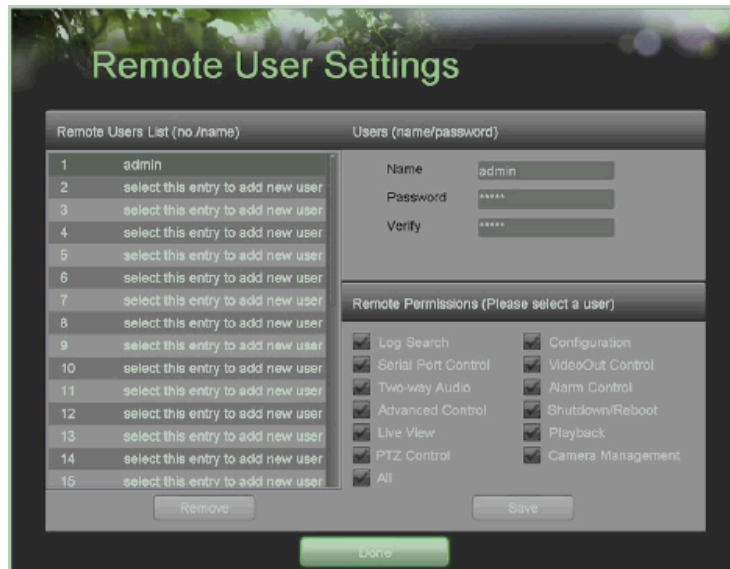 Remote User Settings
Remote Users List (no./name)
1 admin
2 select this entry to add new user
3 select this entry to add new user
4 select this entry to add new user
5 select this entry to add new user
6 select this entry to add new user
7 select this entry to add new user
8 select this entry to add new user
9 select this entry to add new user
10 select this entry to add new user
11 select this entry to add new user
12 select this entry to add new user
13 select this entry to add new user
14 select this entry to add new user
15 select this entry to add new user
Remove
Users (name/password)
Name admin
Password *****
Verify *****
Remote Permissions (Please select a user)
Log Search Configuration
Serial Port Control VideoOut Control
Two-way Audio Alarm Control
Advanced Control Shutdown/Reboot
Live View Playback
PTZ Control Camera Management
All
Save
Done